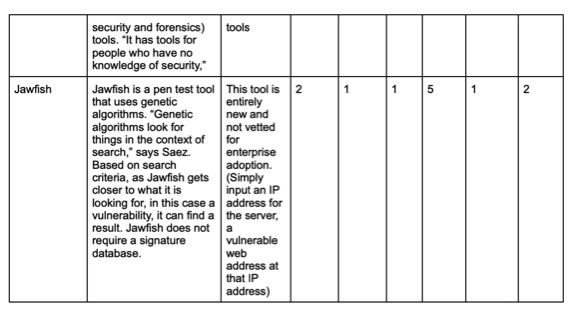 security and forensics)
tools. “It has tools for
people who have no
knowledge of security,”
tools
Jawfish
Jawfish is a pen test tool
that uses genetic
algorithms. “Genetic
algorithms look for
things in the context of
search,” says Saez.
Based on search
criteria, as Jawfish gets
closer to what it is
looking for, in this case a
vulnerability, it can find a
result. Jawfish does not
require a signature
database.
This tool is
entirely
new and
not vetted
for
enterprise
adoption.
(Simply
input an IP
address for
the server,
a
vulnerable
web
address at
that IP
address)
2
1
1
5
1
2